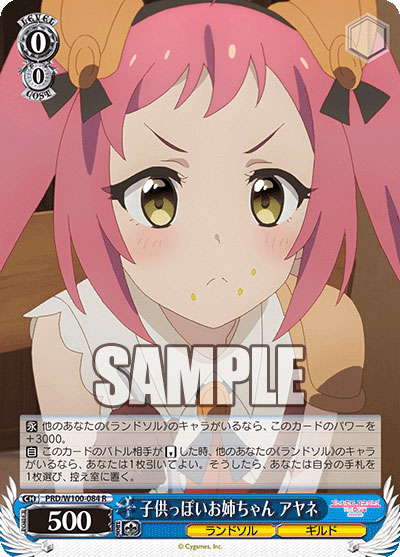 LEVEL
0
0
COST
SAMPLE
永 他のあなたの《ランドソル》のキャラがいるなら、このカードのパワーを
+3000。
自 このカードのバトル相手が した時、他のあなたの《ランドソル》のキャラ
がいるなら、あなたは1枚引いてよい。そうしたら、あなたは自分の手札を
1枚選び、控え室に置く。
CH PRD/W100-084 R
子供っぽいお姉ちゃん アヤネ
500
ランドソル
ギルド
© Cygames, Inc.